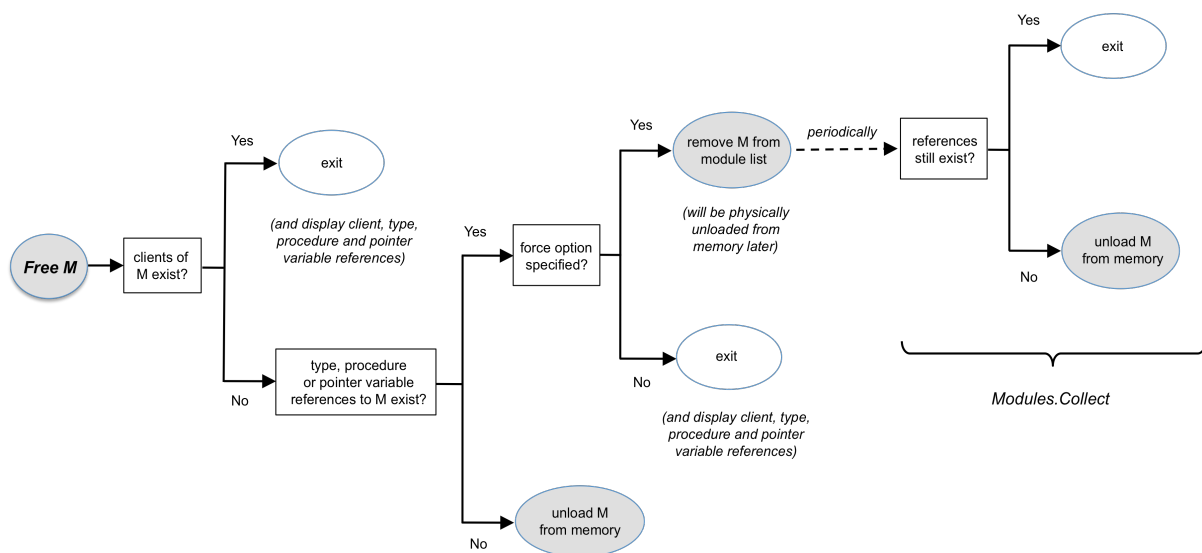 Free M
clients of
M exist?
Yes
exit
(and display client, type,
procedure and pointer
variable references)
No
type, procedure
or pointer variable
references to M exist?
Yes
force option
specified?
Yes
remove M from
module list
(will be physically
unloaded from
memory later)
No
exit
(and display client, type,
procedure and pointer
variable references)
No
unload M
from memory
periodically
references
still exist?
Yes
exit
No
unload M
from memory
Modules.Collect